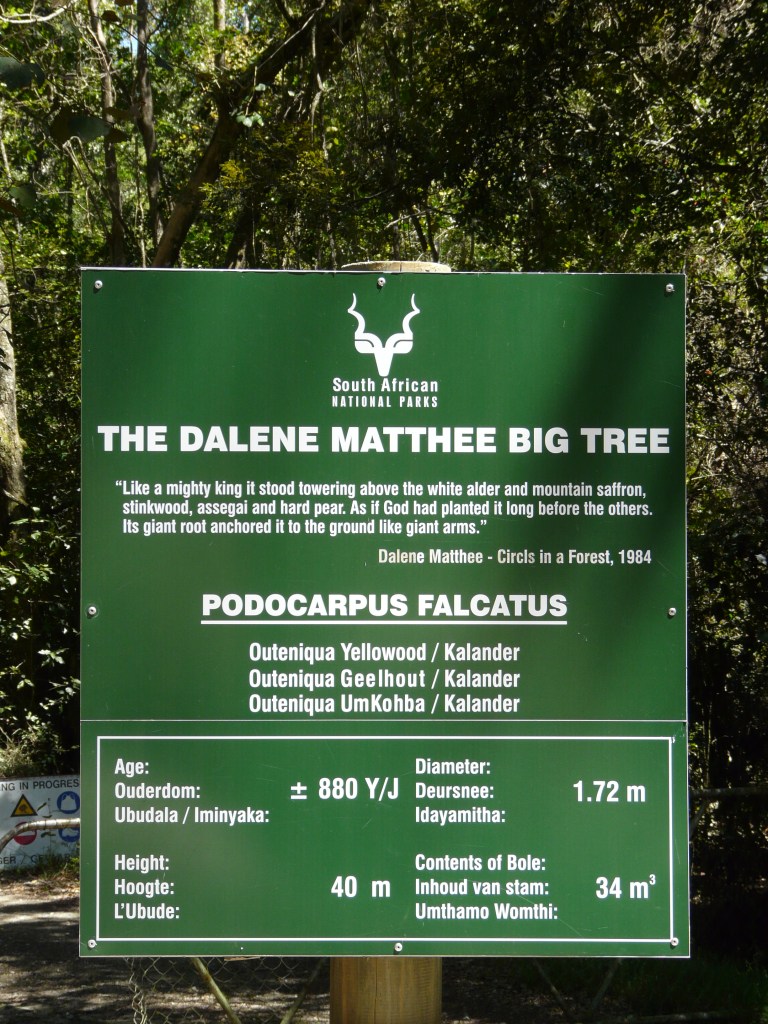 South African
NATIONAL PARKS
THE DALENE MATTHEE BIG TREE
“Like a mighty king it stood towering above the white alder and mountain saffron,
stinkwood, assegai and hard pear. As if God had planted it long before the others.
Its giant root anchored it to the ground like giant arms.”
Dalene Matthee - Circls in a Forest, 1984
PODOCARPUS FALCATUS
Outeniqua Yellowood / Kalander
Outeniqua Geelhout / Kalander
Outeniqua UmKohba / Kalander
Age:
Ouderdom: ± 880 Y/J
Ubudala / Iminyaka:
Diameter:
Deursnee: 1.72 m
Idayamitha:
Height:
Hoogte: 40 m
L'Ubude:
Contents of Bole:
Inhoud van stam: 34 m³
Umthamo Womthi:
IN PROGRES